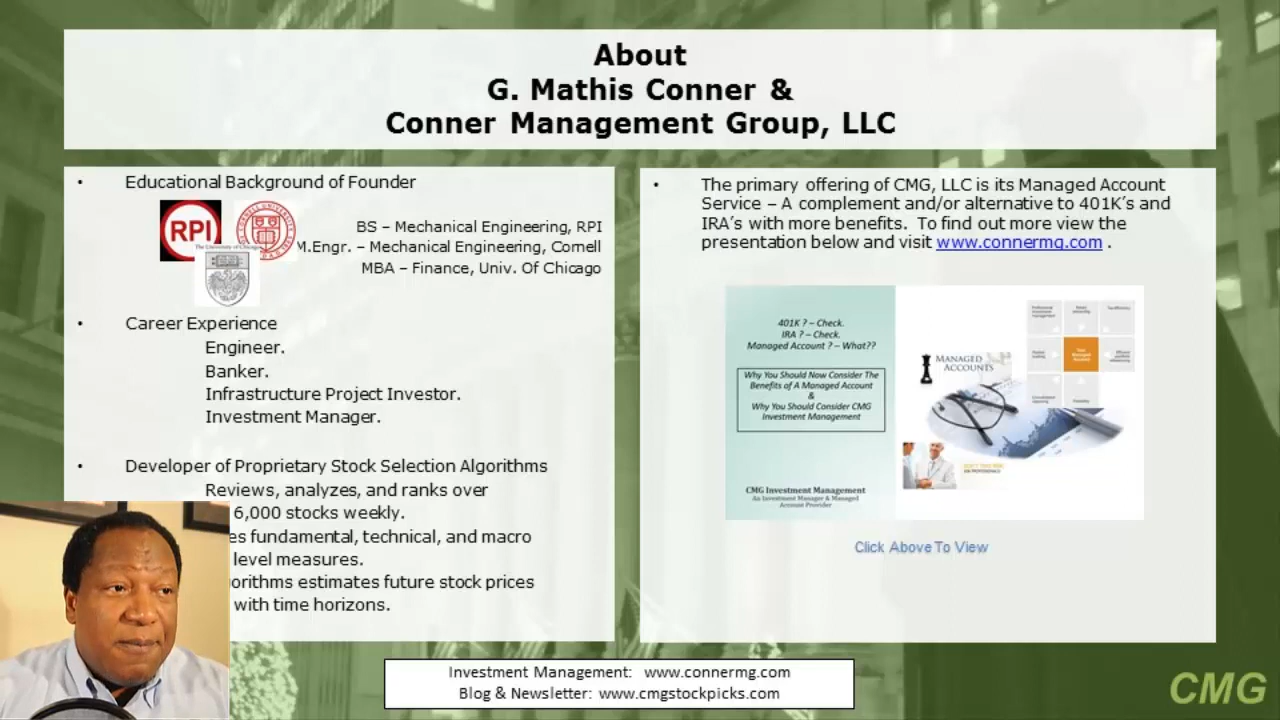 About
G. Mathis Conner &
Conner Management Group, LLC
• Educational Background of Founder
RPI
The University of Chicago
BS – Mechanical Engineering, RPI
M.Engr. – Mechanical Engineering, Cornell
MBA – Finance, Univ. Of Chicago
• Career Experience
Engineer.
Banker.
Infrastructure Project Investor.
Investment Manager.
• Developer of Proprietary Stock Selection Algorithms
Reviews, analyzes, and ranks over
6,000 stocks weekly.
es fundamental, technical, and macro
level measures.
orithms estimates future stock prices
with time horizons.
• The primary offering of CMG, LLC is its Managed Account
Service – A complement and/or alternative to 401K's and
IRA's with more benefits. To find out more view the
presentation below and visit www.connermg.com .
401K ? – Check.
IRA ? – Check.
Managed Account ? – What??
Why You Should Now Consider The
Benefits of A Managed Account
&
Why You Should Consider CMG
Investment Management
CMG Investment Management
An Investment Manager & Managed
Account Provider
MANAGED
ACCOUNTS
Click Above To View
Investment Management: www.connermg.com
Blog & Newsletter: www.cmgstockpicks.com
CMG